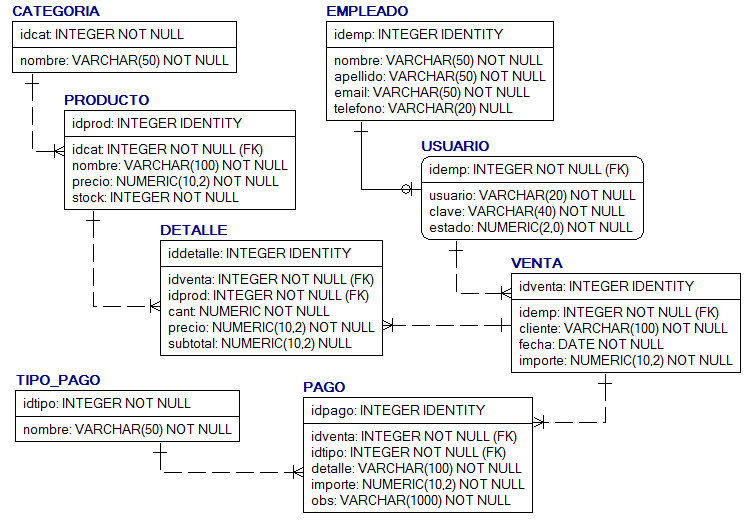 CATEGORIA
idcat: INTEGER NOT NULL
nombre: VARCHAR(50) NOT NULL
EMPLEADO
idemp: INTEGER IDENTITY
nombre: VARCHAR(50) NOT NULL
apellido: VARCHAR(50) NOT NULL
email: VARCHAR(50) NOT NULL
telefono: VARCHAR(20) NULL
PRODUCTO
idprod: INTEGER IDENTITY
idcat: INTEGER NOT NULL (FK)
nombre: VARCHAR(100) NOT NULL
precio: NUMERIC(10,2) NOT NULL
stock: INTEGER NOT NULL
USUARIO
idemp: INTEGER NOT NULL (FK)
usuario: VARCHAR(20) NOT NULL
clave: VARCHAR(40) NOT NULL
estado: NUMERIC(2,0) NOT NULL
DETALLE
iddetalle: INTEGER IDENTITY
idventa: INTEGER NOT NULL (FK)
idprod: INTEGER NOT NULL (FK)
cant: NUMERIC NOT NULL
precio: NUMERIC(10,2) NOT NULL
subtotal: NUMERIC(10,2) NULL
VENTA
idventa: INTEGER IDENTITY
idemp: INTEGER NOT NULL (FK)
cliente: VARCHAR(100) NOT NULL
fecha: DATE NOT NULL
importe: NUMERIC(10,2) NOT NULL
TIPO_PAGO
idtipo: INTEGER NOT NULL
nombre: VARCHAR(50) NOT NULL
PAGO
idpago: INTEGER IDENTITY
idventa: INTEGER NOT NULL (FK)
idtipo: INTEGER NOT NULL (FK)
detalle: VARCHAR(100) NOT NULL
importe: NUMERIC(10,2) NOT NULL
obs: VARCHAR(1000) NOT NULL